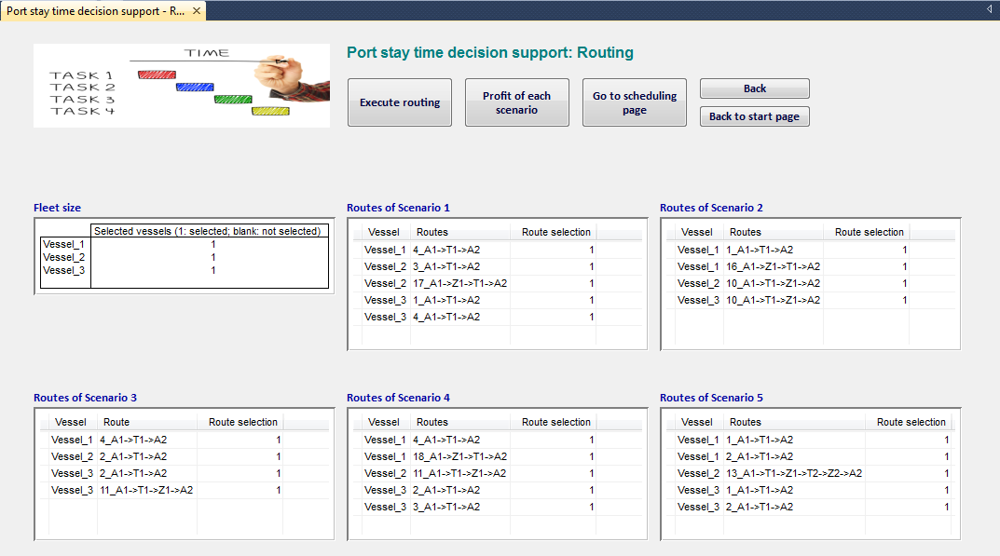 Port stay time decision support - R...
TIME
TASK 1
TASK 2
TASK 3
TASK 4
Port stay time decision support: Routing
Execute routing
Profit of each
scenario
Go to scheduling
page
Back
Back to start page
Fleet size
Selected vessels (1: selected; blank: not selected)
Vessel_1 1
Vessel_2 1
Vessel_3 1
Routes of Scenario 1
Vessel Routes Route selection
Vessel_1 4_A1->T1->A2 1
Vessel_2 3_A1->T1->A2 1
Vessel_2 17_A1->Z1->T1->A2 1
Vessel_3 1_A1->T1->A2 1
Vessel_3 4_A1->T1->A2 1
Routes of Scenario 2
Vessel Routes Route selection
Vessel_1 1_A1->T1->A2 1
Vessel_1 16_A1->Z1->T1->A2 1
Vessel_2 10_A1->T1->Z1->A2 1
Vessel_3 10_A1->T1->Z1->A2 1
Routes of Scenario 3
Vessel Route Route selection
Vessel_1 4_A1->T1->A2 1
Vessel_2 2_A1->T1->A2 1
Vessel_3 2_A1->T1->A2 1
Vessel_3 11_A1->T1->Z1->A2 1
Routes of Scenario 4
Vessel Routes Route selection
Vessel_1 4_A1->T1->A2 1
Vessel_1 18_A1->Z1->T1->A2 1
Vessel_2 11_A1->T1->Z1->A2 1
Vessel_3 2_A1->T1->A2 1
Vessel_3 3_A1->T1->A2 1
Routes of Scenario 5
Vessel Routes Route selection
Vessel_1 1_A1->T1->A2 1
Vessel_1 2_A1->T1->A2 1
Vessel_2 13_A1->T1->Z1->T2->Z2->A2 1
Vessel_3 1_A1->T1->A2 1
Vessel_3 2_A1->T1->A2 1